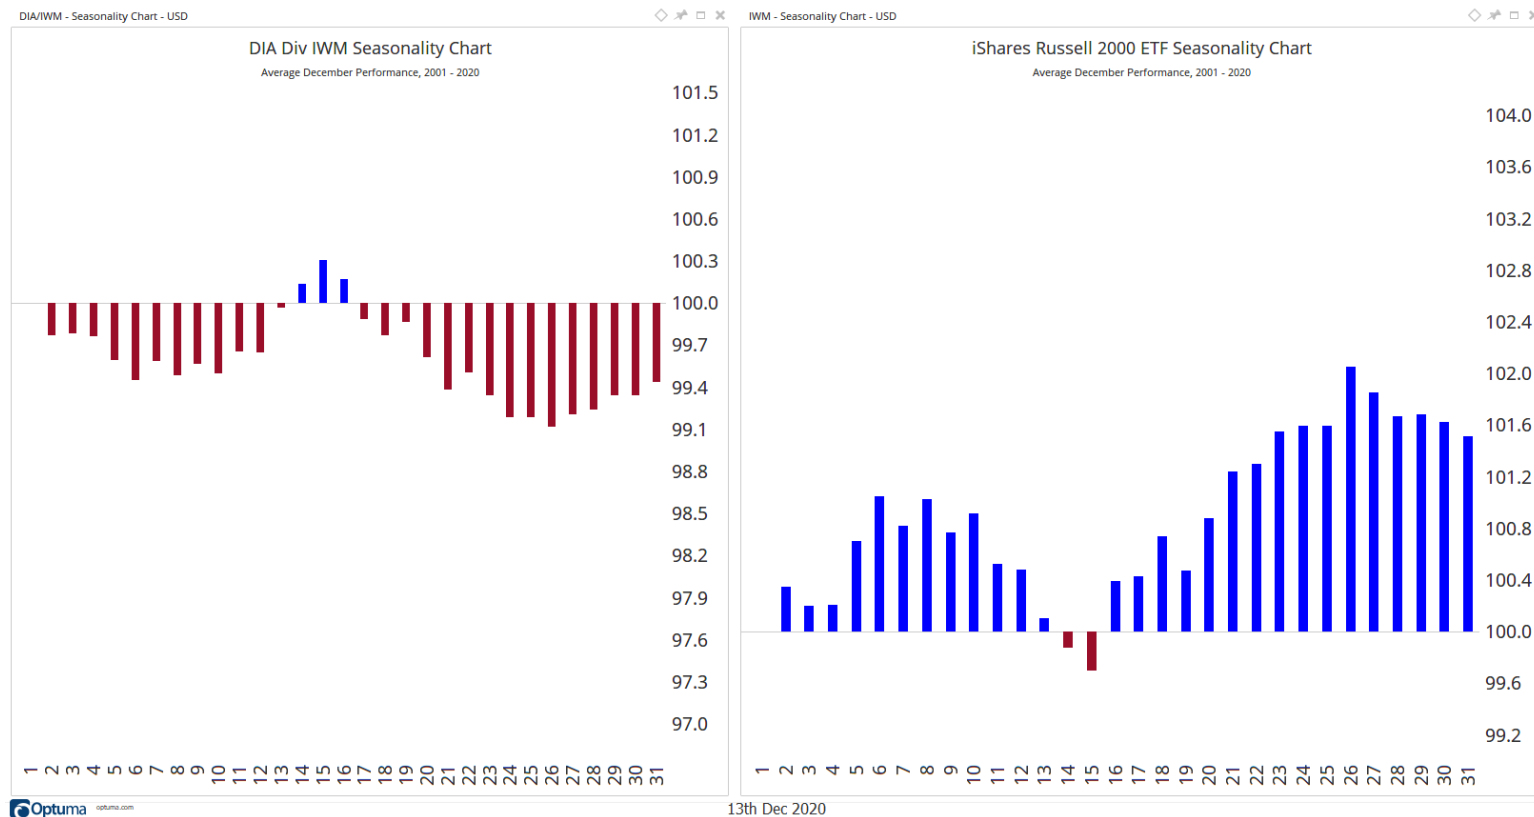 DIA/IWM - Seasonality Chart - USD
DIA Div IWM Seasonality Chart
Average December Performance, 2001 - 2020
101.5
101.2
100.9
100.6
100.3
100.0
99.7
99.4
99.1
98.8
98.5
98.2
97.9
97.6
97.3
97.0
1 2 3 4 5 6 7 8 9 10 11 12 13 14 15 16 17 18 19 20 21 22 23 24 25 26 27 28 29 30 31
IWM - Seasonality Chart - USD
iShares Russell 2000 ETF Seasonality Chart
Average December Performance, 2001 - 2020
104.0
103.6
103.2
102.8
102.4
102.0
101.6
101.2
100.8
100.4
100.0
99.6
99.2
1 2 3 4 5 6 7 8 9 10 11 12 13 14 15 16 17 18 19 20 21 22 23 24 25 26 27 28 29 30 31
Optuma optuma.com
13th Dec 2020